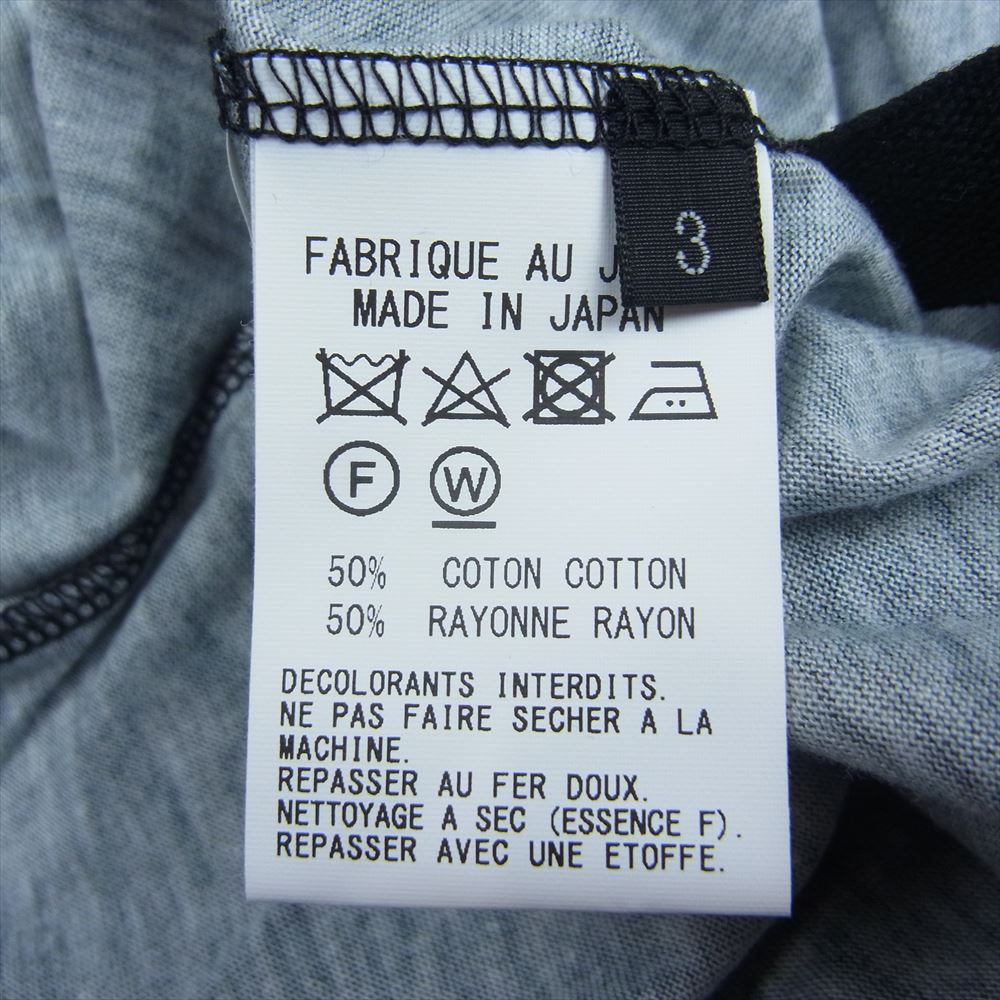 3
FABRIQUE AU
MADE IN JAPAN
F W
50% COTON COTTON
50% RAYONNE RAYON
DECOLORANTS INTERDITS.
NE PAS FAIRE SECHER A LA
MACHINE.
REPASSER AU FER DOUX.
NETTOYAGE A SEC (ESSENCE F).
REPASSER AVEC UNE ETOFFE.